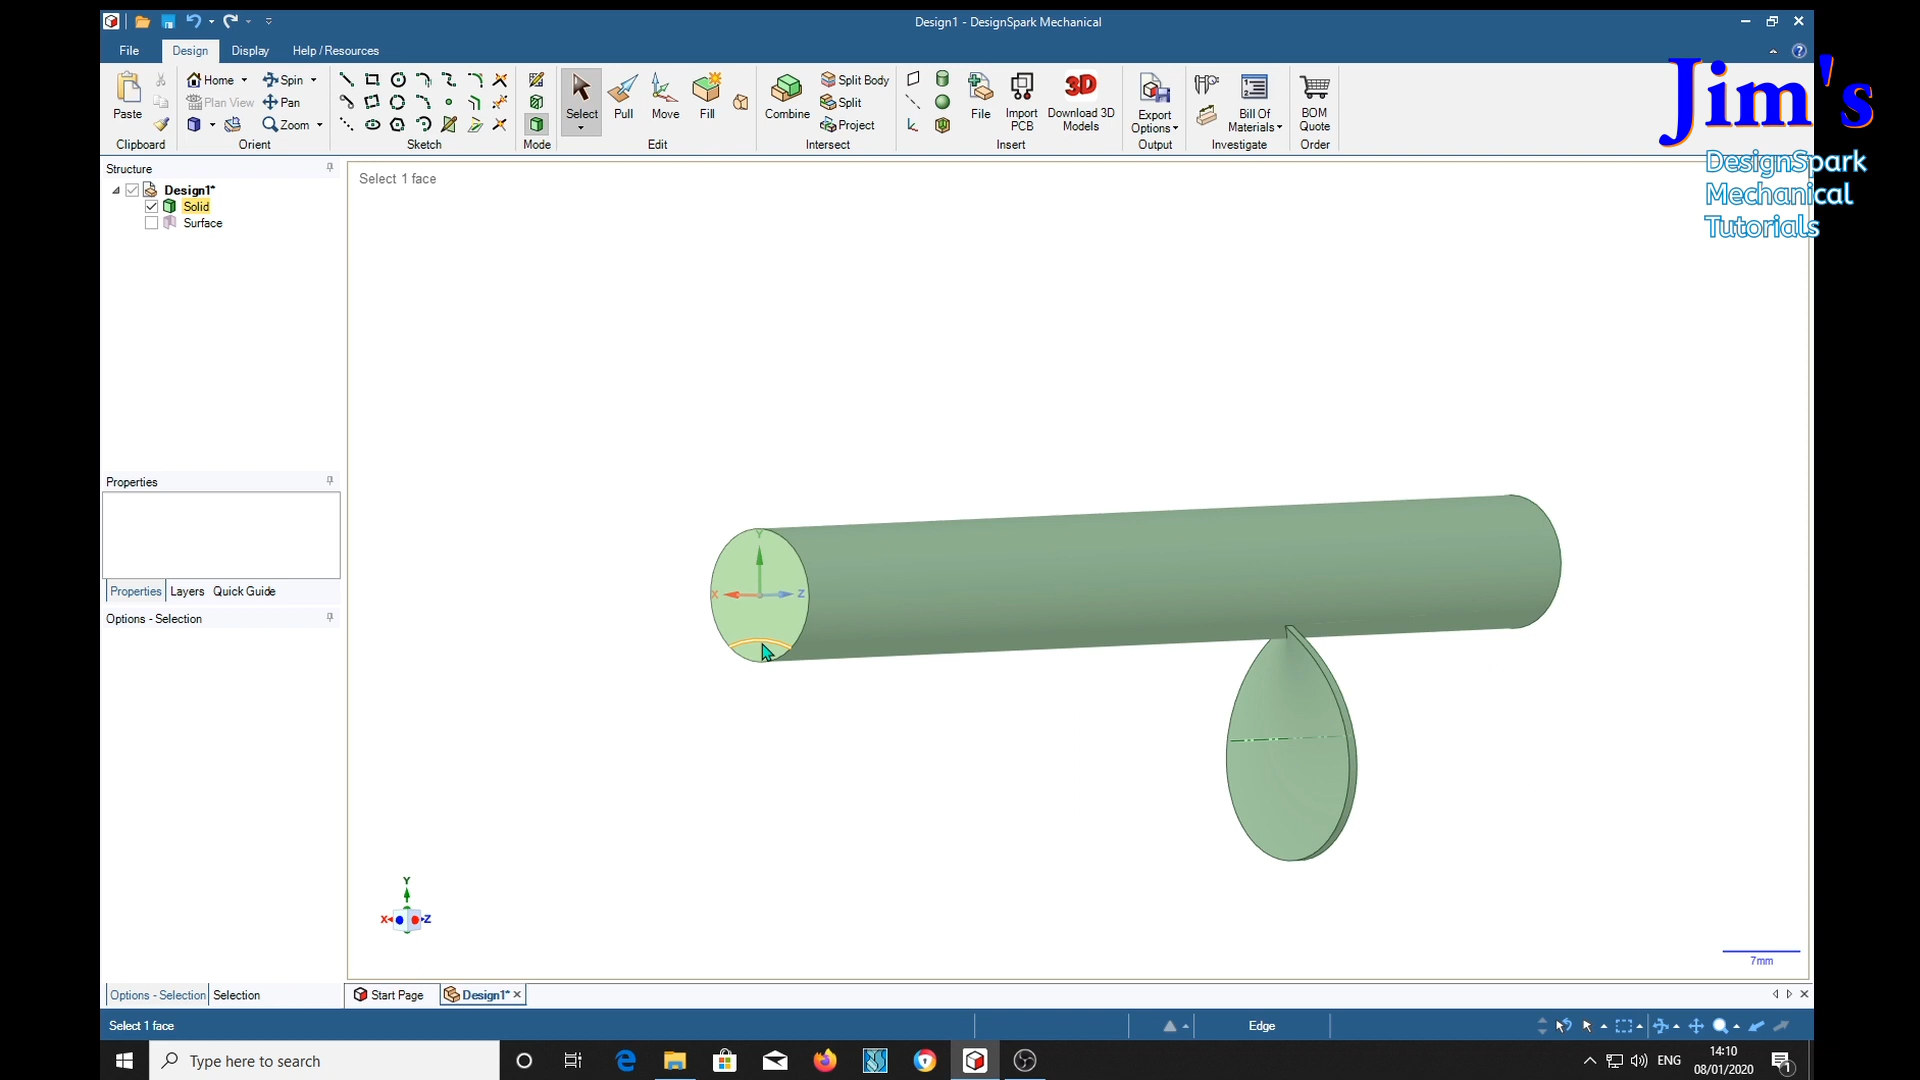 Design1 - DesignSpark Mechanical
File Design Display Help / Resources
Jim's
DesignSpark
Mechanical
Tutorials
Paste
Clipboard
Home Spin
Plan View Pan
Zoom
Orient
Sketch
Mode
Select Pull Move Fill
Edit
Combine
Split Body
Split
Project
Intersect
File
Import
PCB
Download 3D
Models
3D
Insert
Export
Options
Output
Bill Of
Materials
Investigate
BOM
Quote
Order
Structure
Design1*
Solid
Surface
Select 1 face
Properties
Properties Layers Quick Guide
Options - Selection
Y
X Z
Y
X Z
7mm
Options - Selection Selection
Start Page Design1*
Select 1 face
Edge
Type here to search
ENG
14:10
08/01/2020
1